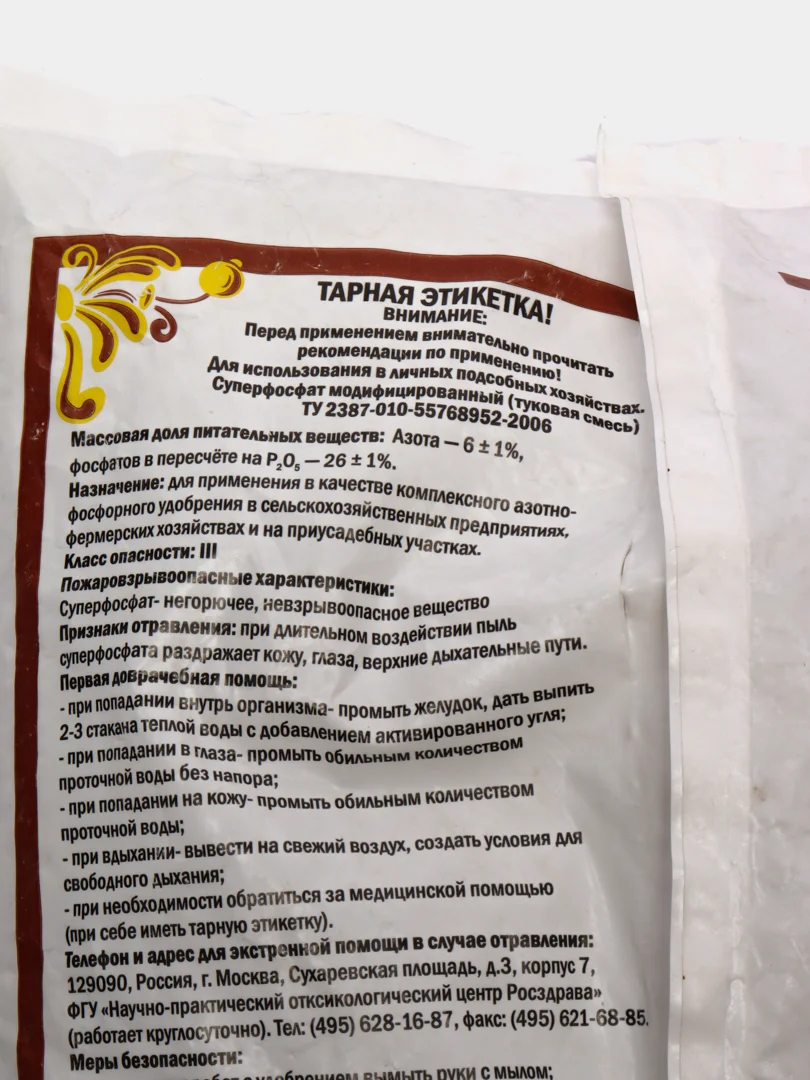 ТАРНАЯ ЭТИКЕТКА!
ВНИМАНИЕ:
Перед применением внимательно прочитать
рекомендации по применению!
Для использования в личных подсобных хозяйствах.
Суперфосфат модифицированный (туковая смесь)
ТУ 2387-010-55768952-2006
Массовая доля питательных веществ: Азота — 6 ± 1%,
фосфатов в пересчёте на P₂O₅ — 26 ± 1%.
Назначение: для применения в качестве комплексного азотно-
фосфорного удобрения в сельскохозяйственных предприятиях,
фермерских хозяйствах и на приусадебных участках.
Класс опасности: III
Пожаровзрывоопасные характеристики:
Суперфосфат- негорючее, невзрывоопасное вещество
Признаки отравления: при длительном воздействии пыль
суперфосфата раздражает кожу, глаза, верхние дыхательные пути.
Первая доврачебная помощь:
- при попадании внутрь организма- промыть желудок, дать выпить
2-3 стакана теплой воды с добавлением активированного угля;
- при попадании в глаза- промыть обильным количеством
проточной воды без напора;
- при попадании на кожу- промыть обильным количеством
проточной воды;
- при вдыхании- вывести на свежий воздух, создать условия для
свободного дыхания;
- при необходимости обратиться за медицинской помощью
(при себе иметь тарную этикетку).
Телефон и адрес для экстренной помощи в случае отравления:
129090, Россия, г. Москва, Сухаревская площадь, д.3, корпус 7,
ФГУ «Научно-практический отксикологический центр Росздрава»
(работает круглосуточно). Тел: (495) 628-16-87, факс: (495) 621-68-85.
Меры безопасности:
с удобрением вымыть руки с мылом;